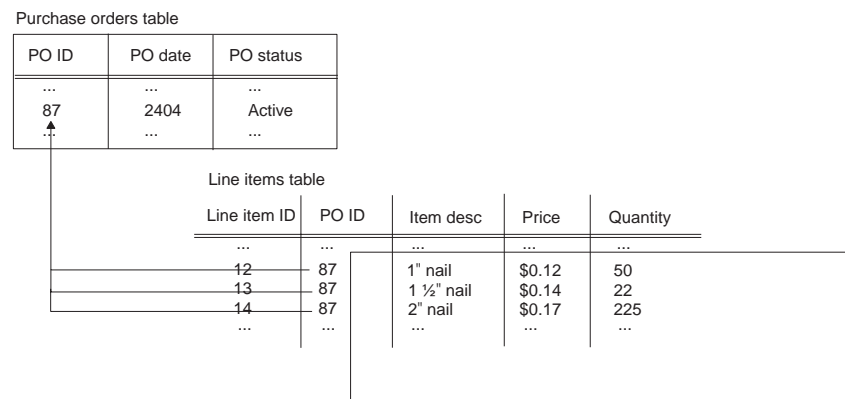 Purchase orders table
PO ID PO date PO status
... ... ...
87 2404 Active
... ... ...
Line items table
Line item ID PO ID Item desc Price Quantity
... ... ... ... ...
12 87 1" nail $0.12 50
13 87 1 ½" nail $0.14 22
14 87 2" nail $0.17 225
... ... ... ... ...